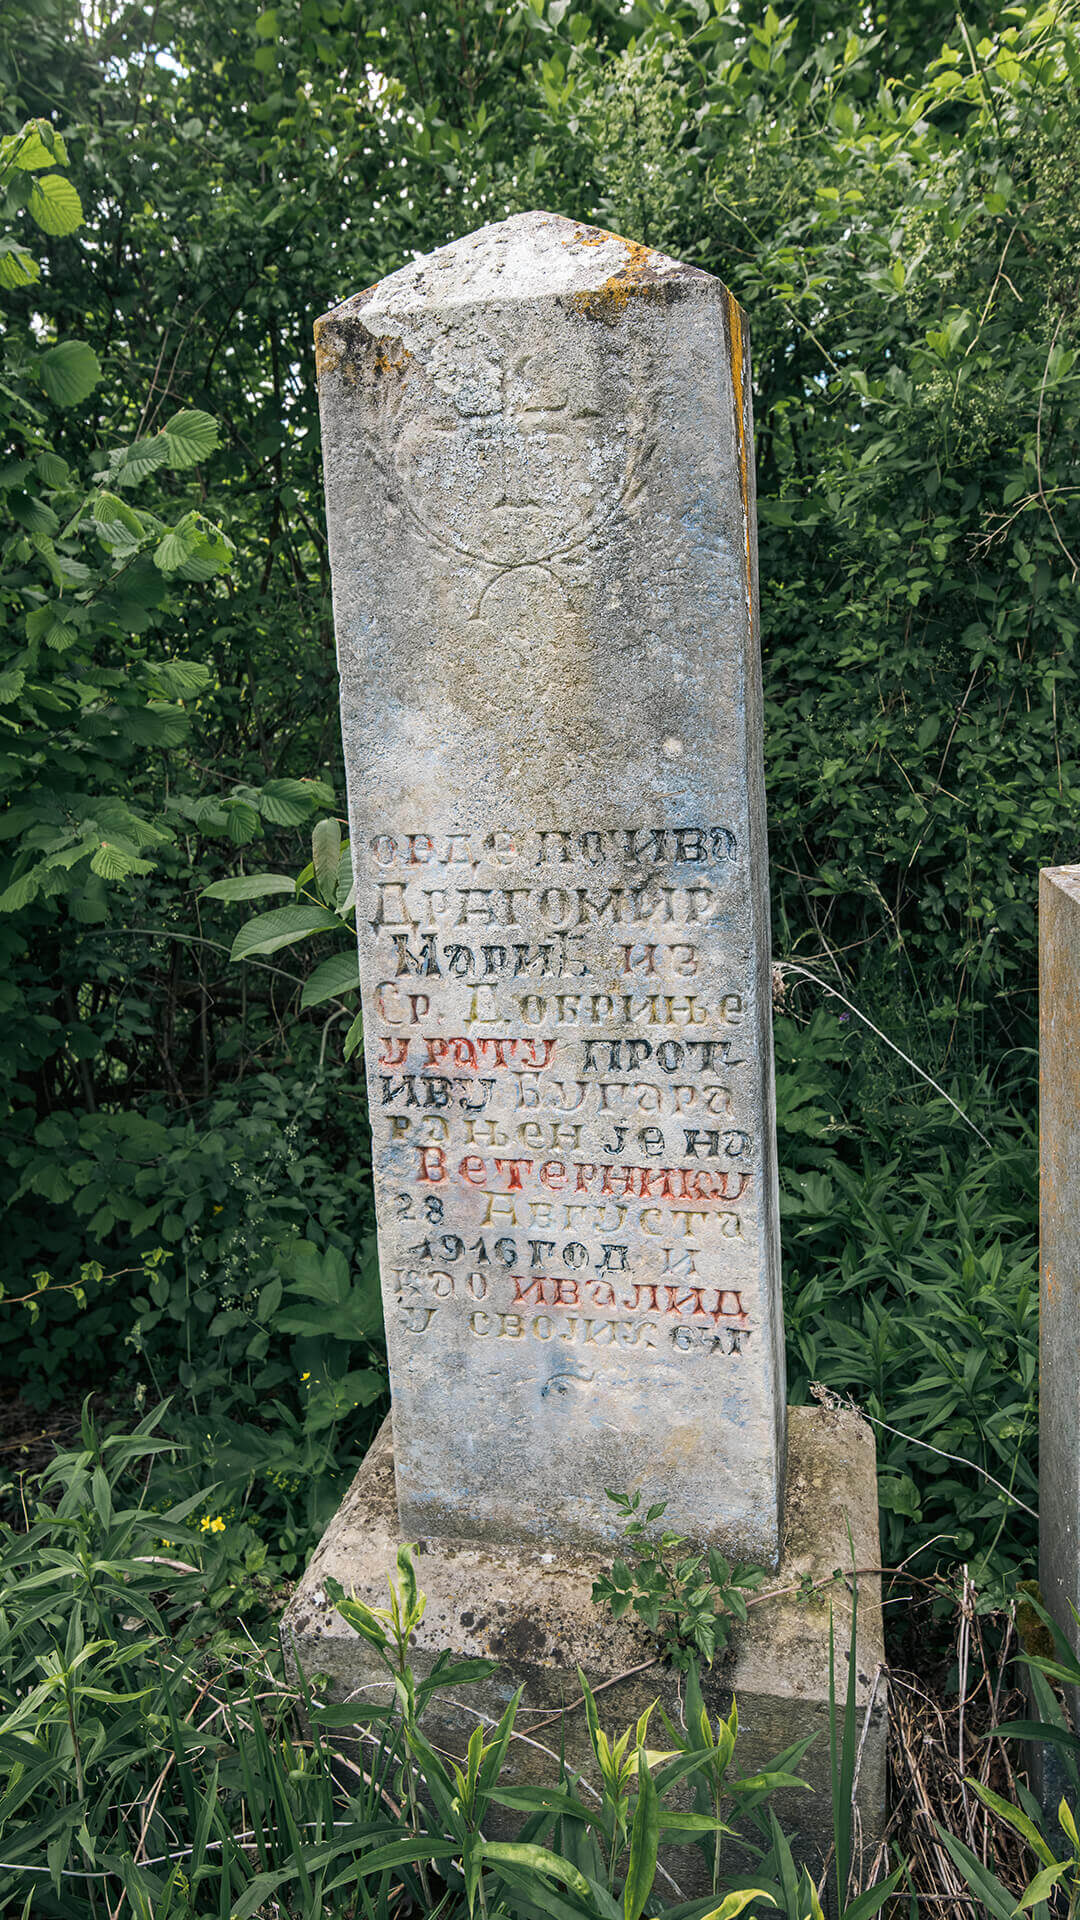 овде почива
Драгомир
Марић из
Ср. Добриње
у рату прот-
иву Бугара
рањен је на
Ветернику
28 Августа
1916 год и
као ивалид
у својих